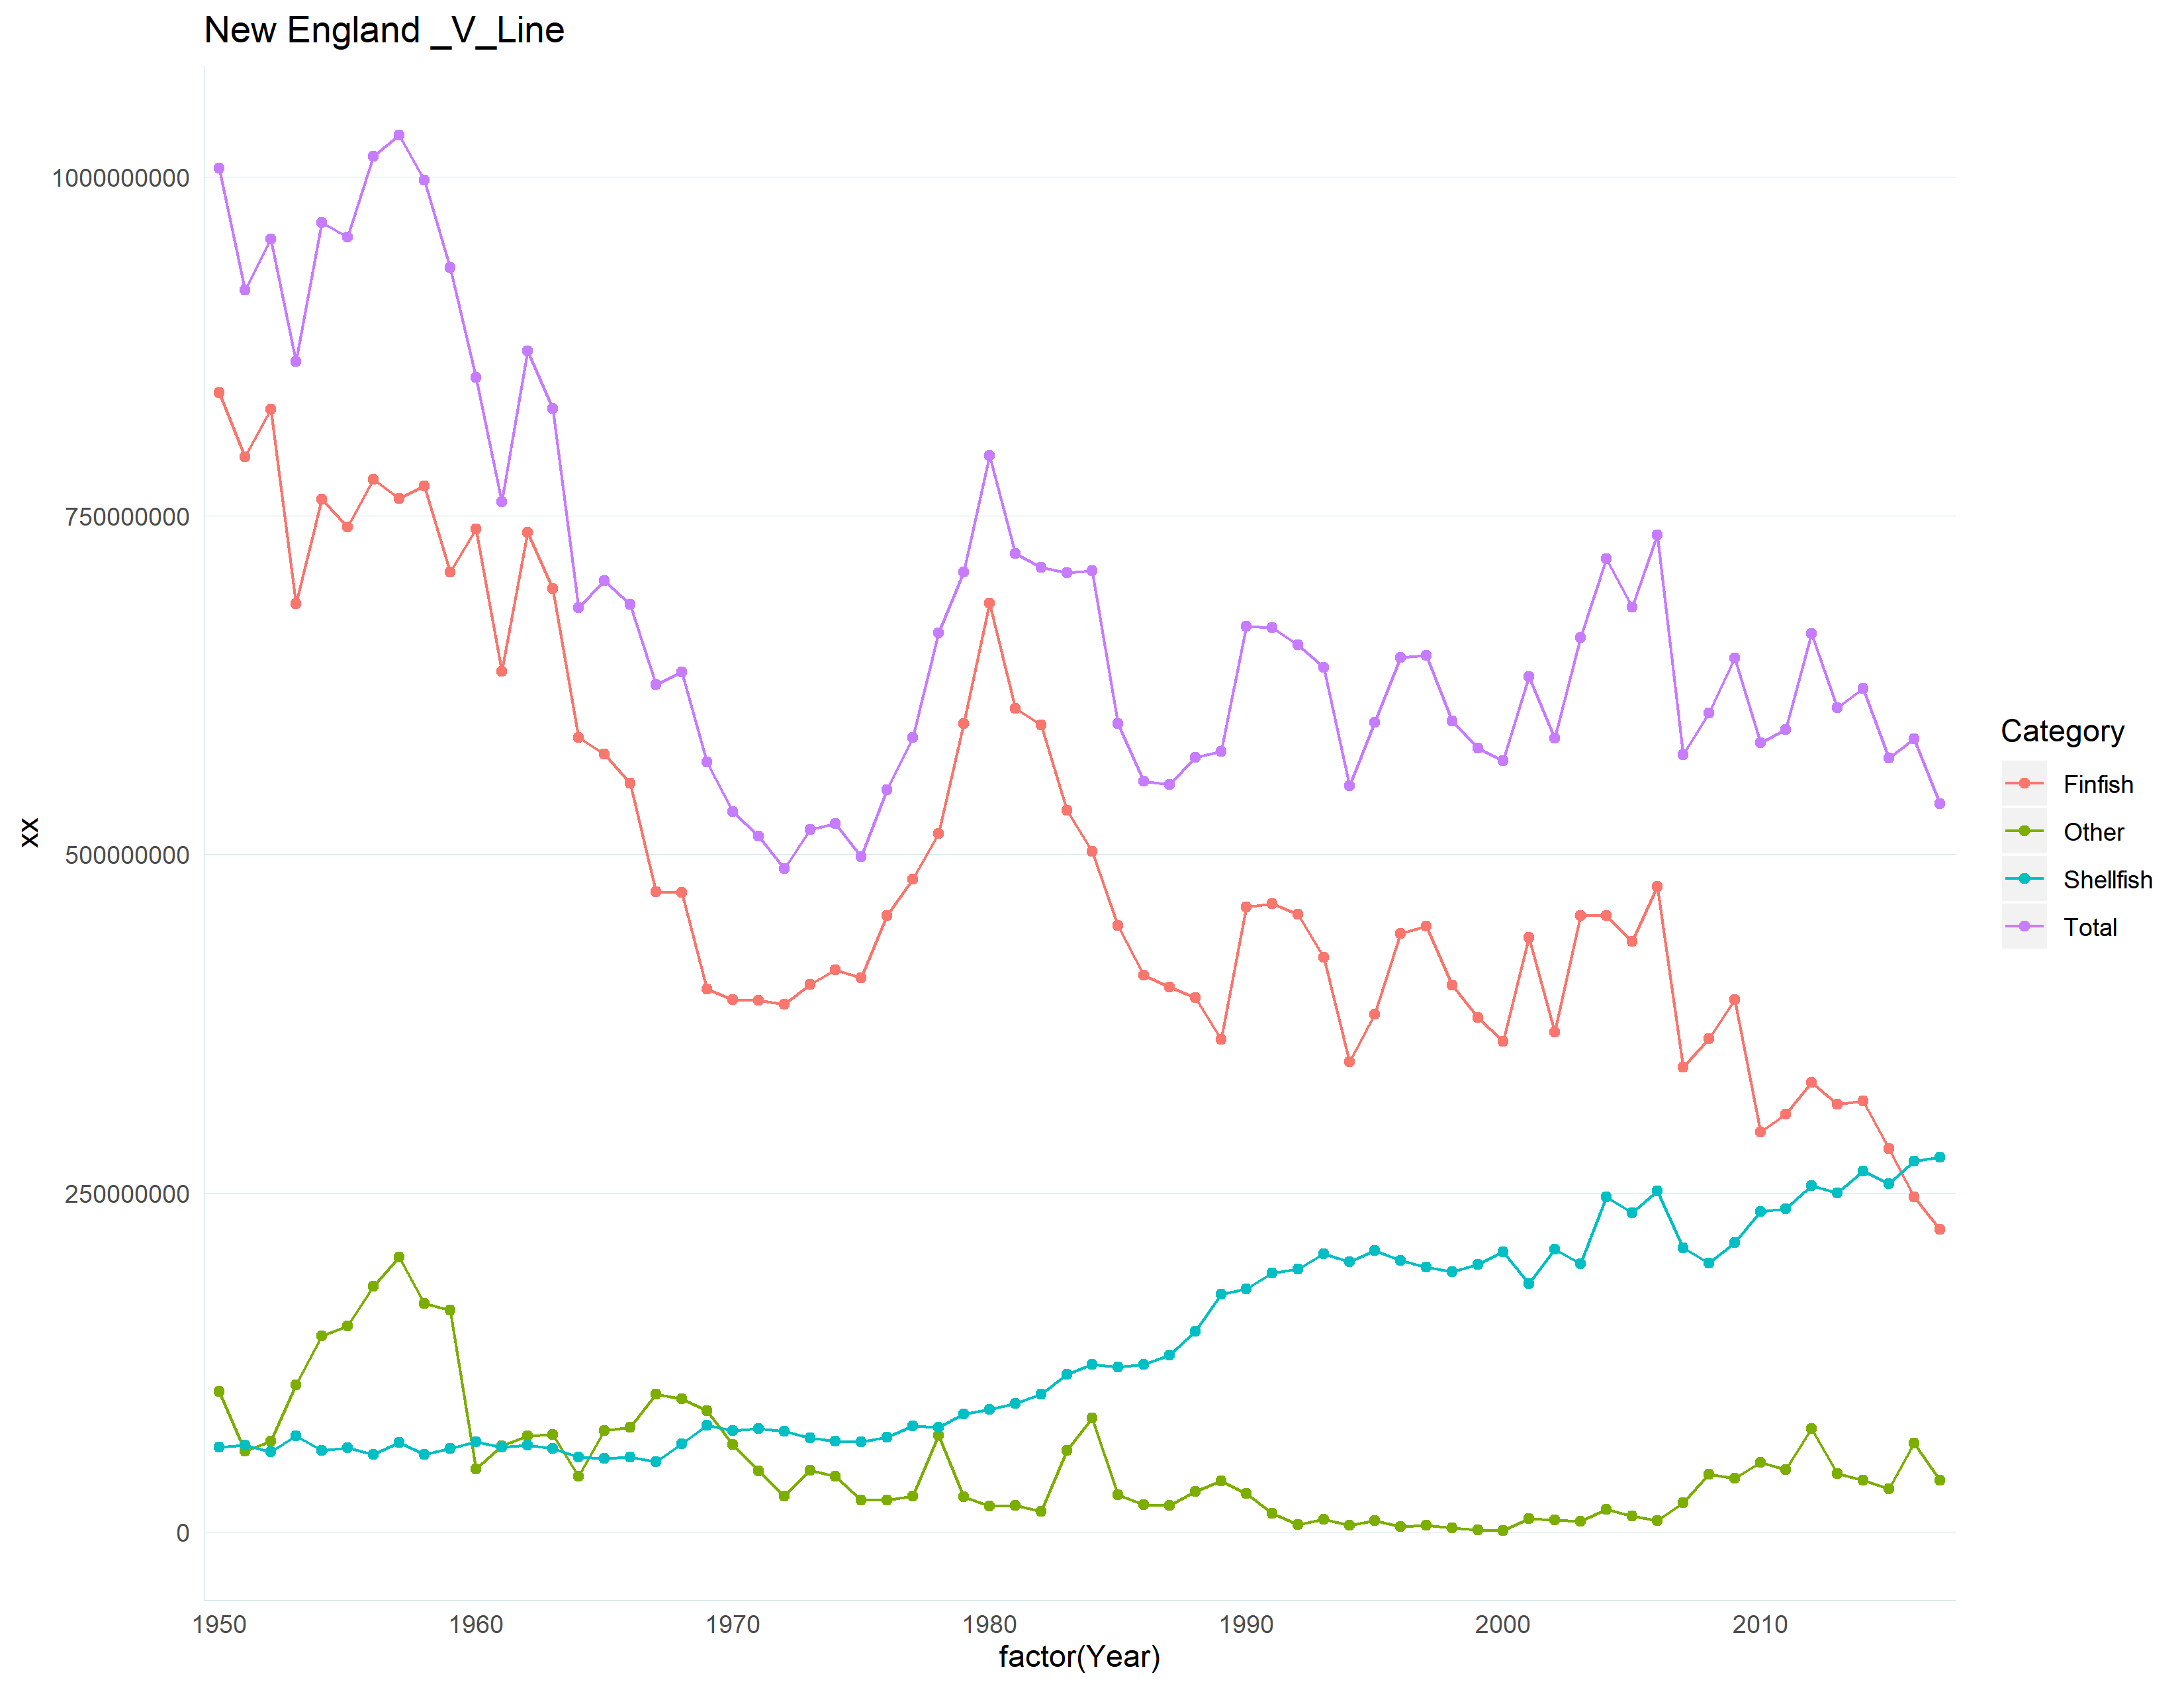 New England _V_Line
1000000000
750000000
500000000
250000000
0
xx
1950 1960 1970 1980 1990 2000 2010
factor(Year)
Category
Finfish
Other
Shellfish
Total